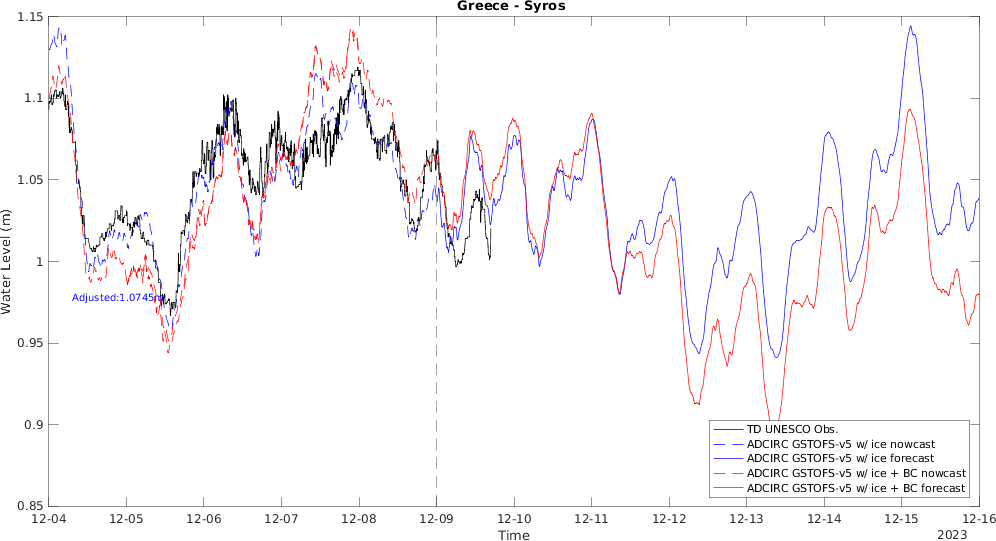 Greece - Syros
1.15
1.1
1.05
1
0.95
0.9
0.85
Water Level (m)
Adjusted:1.0745m
TD UNESCO Obs.
ADCIRC GSTOFS-v5 w/ ice nowcast
ADCIRC GSTOFS-v5 w/ ice forecast
ADCIRC GSTOFS-v5 w/ ice + BC nowcast
ADCIRC GSTOFS-v5 w/ ice + BC forecast
12-04 12-05 12-06 12-07 12-08 12-09 12-10 12-11 12-12 12-13 12-14 12-15 12-16
Time
2023